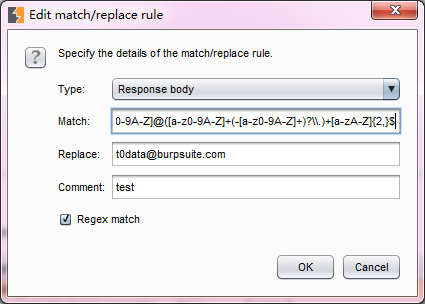 Edit match/replace rule
? Specify the details of the match/replace rule.
Type: Response body
Match: 0-9A-Z]@([a-z0-9A-Z]+(-[a-z0-9A-Z]+)?\\.)+[a-zA-Z]{2,}$
Replace: t0data@burpsuite.com
Comment: test
Regex match
OK Cancel